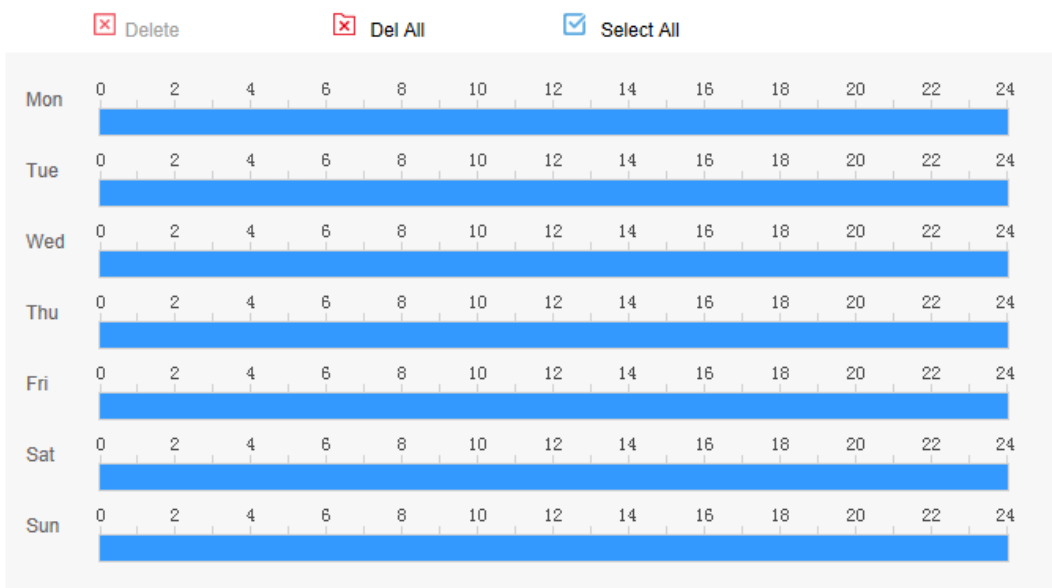 Delete Del All Select All
Mon 0 2 4 6 8 10 12 14 16 18 20 22 24
Tue 0 2 4 6 8 10 12 14 16 18 20 22 24
Wed 0 2 4 6 8 10 12 14 16 18 20 22 24
Thu 0 2 4 6 8 10 12 14 16 18 20 22 24
Fri 0 2 4 6 8 10 12 14 16 18 20 22 24
Sat 0 2 4 6 8 10 12 14 16 18 20 22 24
Sun 0 2 4 6 8 10 12 14 16 18 20 22 24